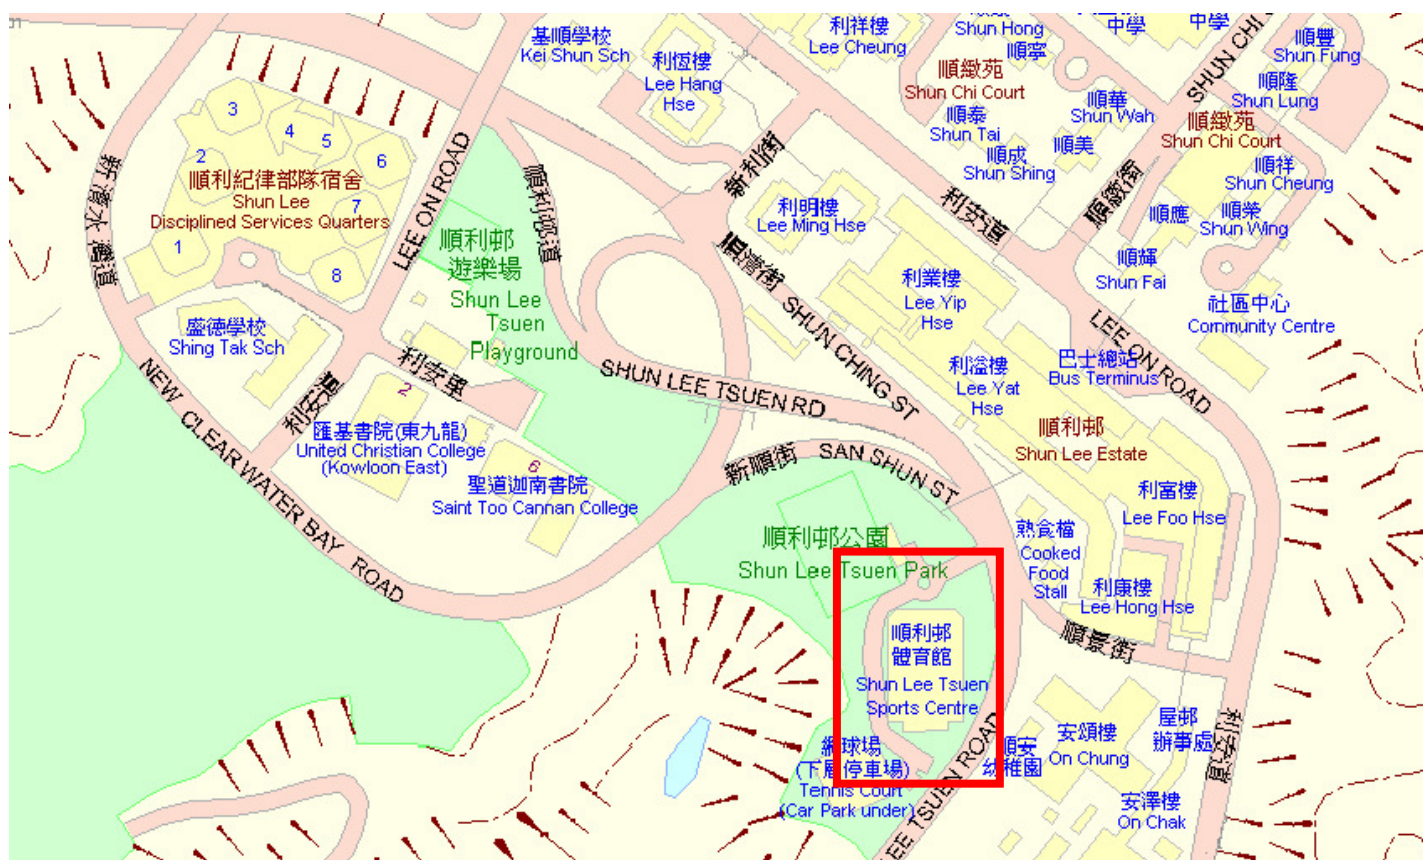 基順學校
Kei Shun Sch
利恆樓
Lee Hang
Hse
利祥樓
Lee Cheung
Shun Hong
順寧
中學
中學
SHUN CHI
順豐
Shun Fung
順隆
Shun Lung
順緻苑
Shun Chi Court
順泰
Shun Tai
順成
Shun Shing
順華
Shun Wah
順美
順緻苑
Shun Chi Court
順祥
Shun Cheung
順應
順榮
Shun Wing
順輝
Shun Fai
順緻街
社區中心
Community Centre
3
4
5
2
6
順利紀律部隊宿舍
Shun Lee
Disciplined Services Quarters
7
1
8
新清水灣道
LEE ON ROAD
順利邨道
新利街
利明樓
Lee Ming Hse
利安道
順利邨
遊樂場
Shun Lee
Tsuen
Playground
順清街 SHUN CHING ST
利業樓
Lee Yip
Hse
盛德學校
Shing Tak Sch
利安里
利安道
SHUN LEE TSUEN RD
利溢樓
Lee Yat
Hse
巴士總站
Bus Terminus
LEE ON ROAD
NEW CLEAR WATER BAY ROAD
2
匯基書院(東九龍)
United Christian College
(Kowloon East)
6
聖道迦南書院
Saint Too Cannan College
新順街 SAN SHUN ST
順利邨
Shun Lee Estate
利富樓
Lee Foo Hse
順利邨公園
Shun Lee Tsuen Park
熟食檔
Cooked
Food
Stall
利康樓
Lee Hong Hse
順利邨
體育館
Shun Lee Tsuen
Sports Centre
順景街
利安道
網球場
(下層停車場)
Tennis Court
(Car Park under)
LEE TSUEN ROAD
順安
幼稚園
安頌樓
On Chung
屋邨
辦事處
安澤樓
On Chak